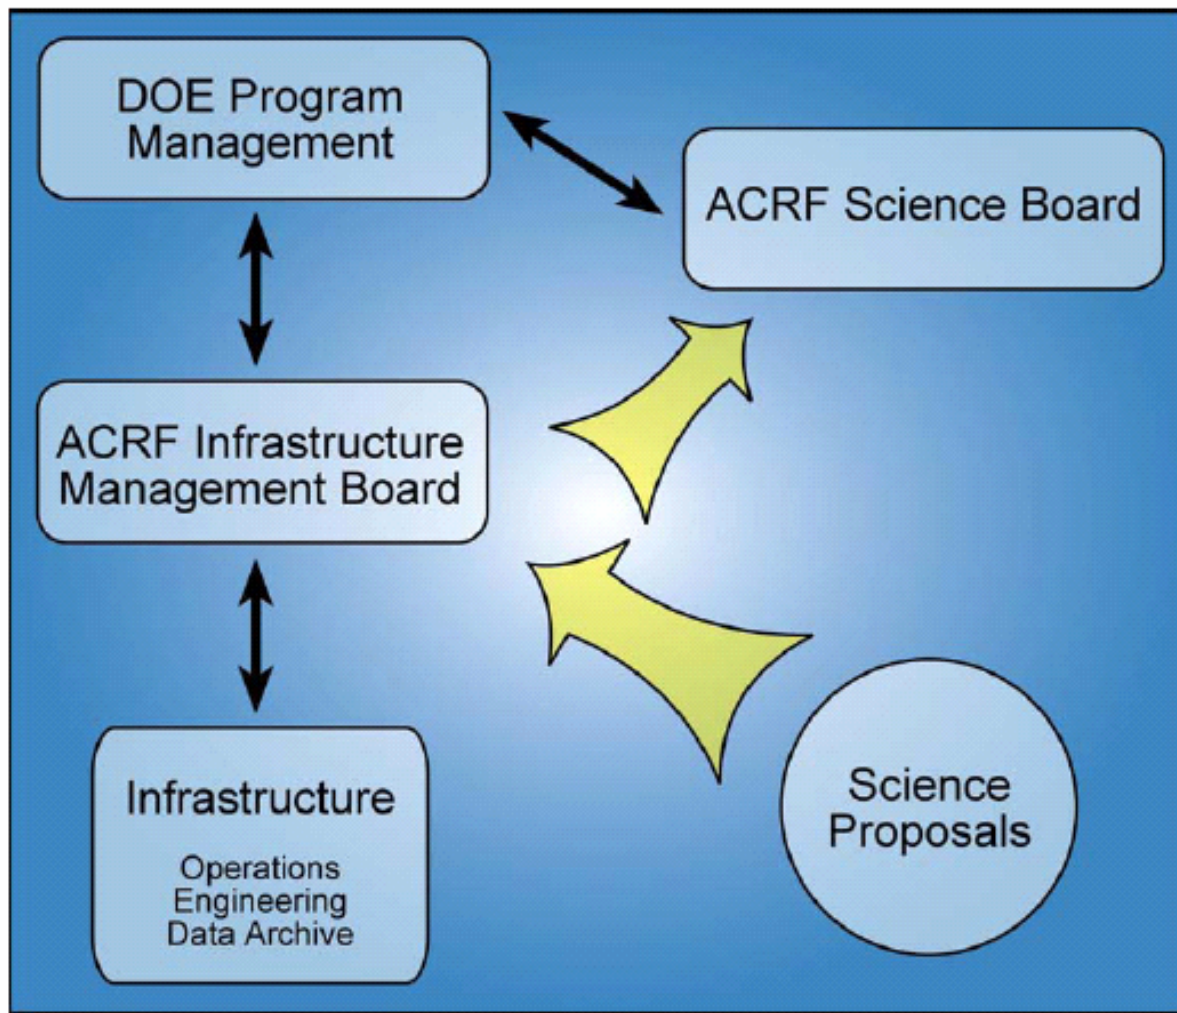 DOE Program
Management
ACRF Science Board
ACRF Infrastructure
Management Board
Infrastructure
Operations
Engineering
Data Archive
Science
Proposals